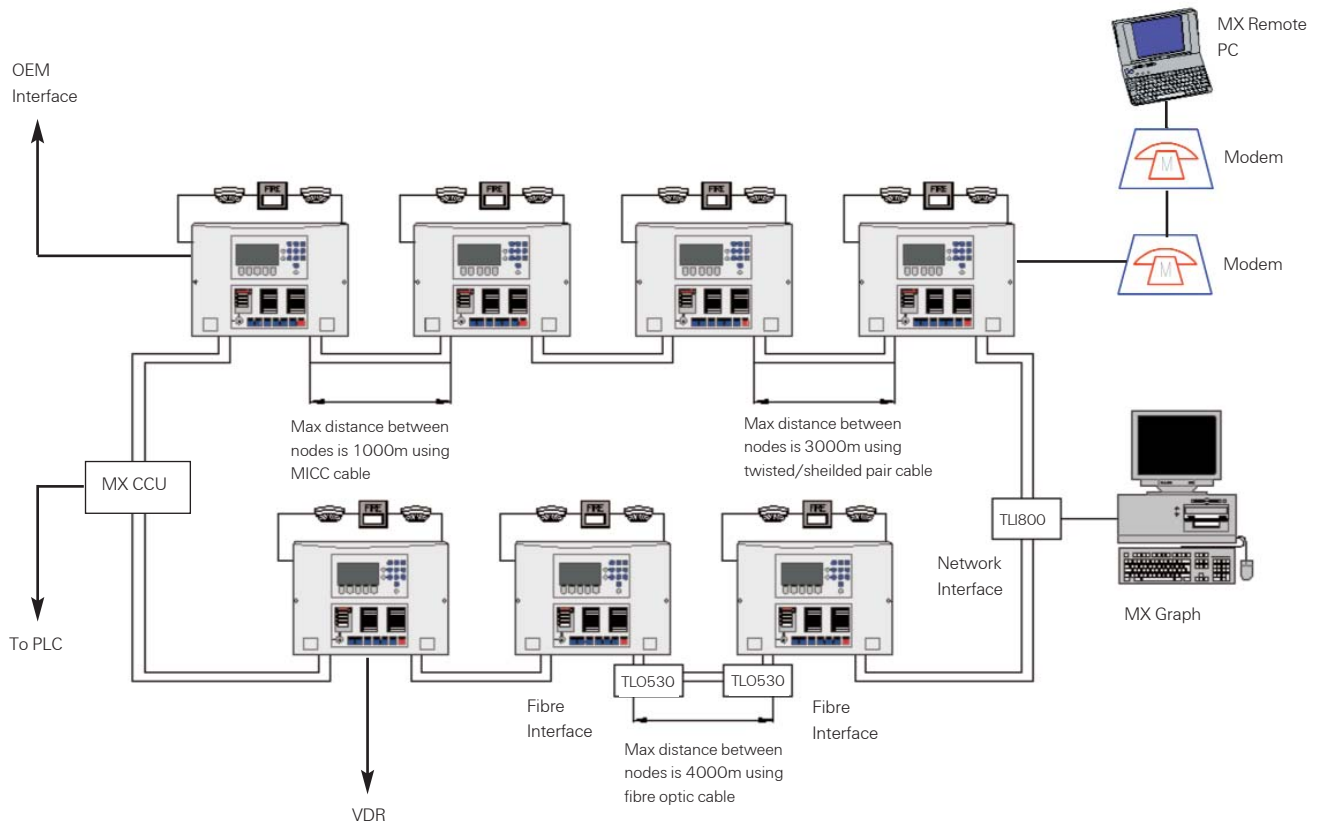 MX Remote
PC
OEM
Interface
Modem
Modem
FIRE
FIRE
FIRE
FIRE
M
M
Max distance between
nodes is 1000m using
MICC cable
Max distance between
nodes is 3000m using
twisted/sheilded pair cable
MX CCU
TLI800
Network
Interface
MX Graph
FIRE
FIRE
FIRE
To PLC
TLO530
TLO530
Fibre
Interface
Fibre
Interface
Max distance between
nodes is 4000m using
fibre optic cable
VDR